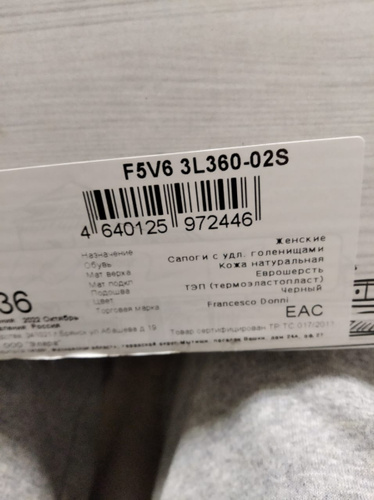 F5V6 3L360-02S
4 640125 972446
Назначение Женские
Обувь Сапоги с удл. голенищами
Мат верха Кожа натуральная
Мат подкл Еврошерсть
Подошва ТЭП (термоэластопласт)
Цвет Черный
Торговая марка Francesco Donni
36
EAC
2022 Октябрь
Россия
Товар сертифицирован ТР ТС 017/2011